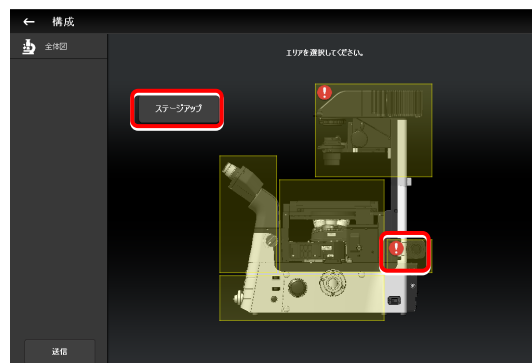 ← 構成
全体図
エリアを選択してください。
ステージアップ
送信